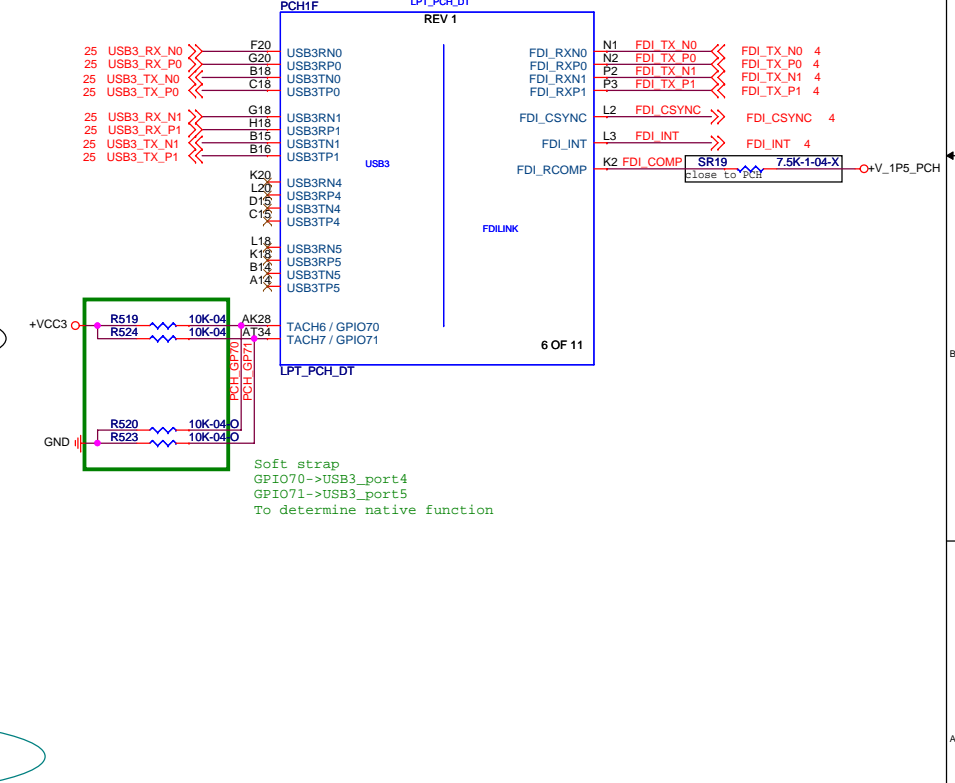 PCH1F
LPT_PCH_DT
REV 1
25 USB3_RX_N0 F20 USB3RN0
25 USB3_RX_P0 G20 USB3RP0
25 USB3_TX_N0 B18 USB3TN0
25 USB3_TX_P0 C18 USB3TP0
25 USB3_RX_N1 G18 USB3RN1
25 USB3_RX_P1 H18 USB3RP1
25 USB3_TX_N1 B15 USB3TN1
25 USB3_TX_P1 B16 USB3TP1
K20 USB3RN4
L20 USB3RP4
D15 USB3TN4
C15 USB3TP4
L18 USB3RN5
K18 USB3RP5
B14 USB3TN5
A14 USB3TP5
USB3
FDILINK
FDI_RXN0 N1 FDI_TX_N0 FDI_TX_N0 4
FDI_RXP0 N2 FDI_TX_P0 FDI_TX_P0 4
FDI_RXN1 P2 FDI_TX_N1 FDI_TX_N1 4
FDI_RXP1 P3 FDI_TX_P1 FDI_TX_P1 4
FDI_CSYNC L2 FDI_CSYNC FDI_CSYNC 4
FDI_INT L3 FDI_INT FDI_INT 4
FDI_RCOMP K2 FDI_COMP SR19 7.5K-1-04-X +V_1P5_PCH
close to PCH
+VCC3 R519 10K-04 AK28 TACH6 / GPIO70
R524 10K-04 AT34 TACH7 / GPIO71
PCH_GP70
PCH_GP71
6 OF 11
LPT_PCH_DT
R520 10K-04-O
GND R523 10K-04-O
Soft strap
GPIO70->USB3_port4
GPIO71->USB3_port5
To determine native function
B
A